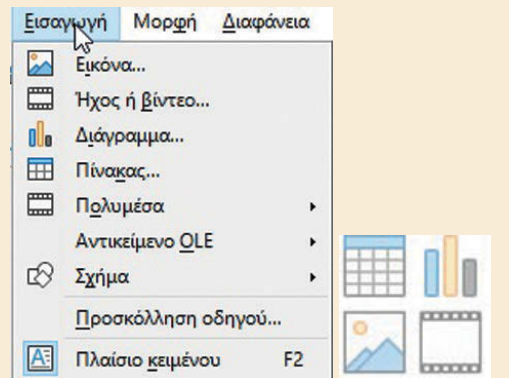 Εισαγωγή Μορφή Διαφάνεια
Εικόνα...
Ήχος ή βίντεο...
Διάγραμμα...
Πίνακας...
Πολυμέσα
Αντικείμενο OLE
Σχήμα
Προσκόλληση οδηγού...
Πλαίσιο κειμένου F2